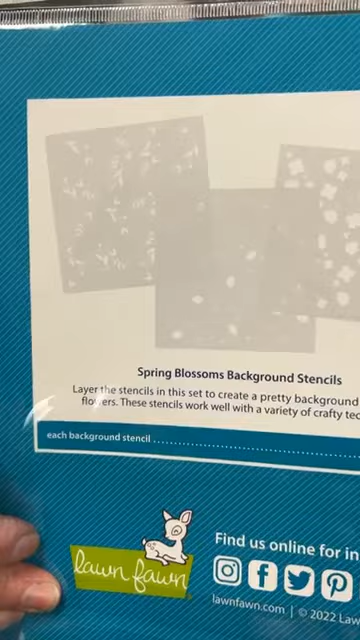 Spring Blossoms Background Stencils
Layer the stencils in this set to create a pretty background
flowers. These stencils work well with a variety of crafty
each background stencil ........................................
lawn fawn
Find us online for in
lawnfawn.com | © 2022 Law